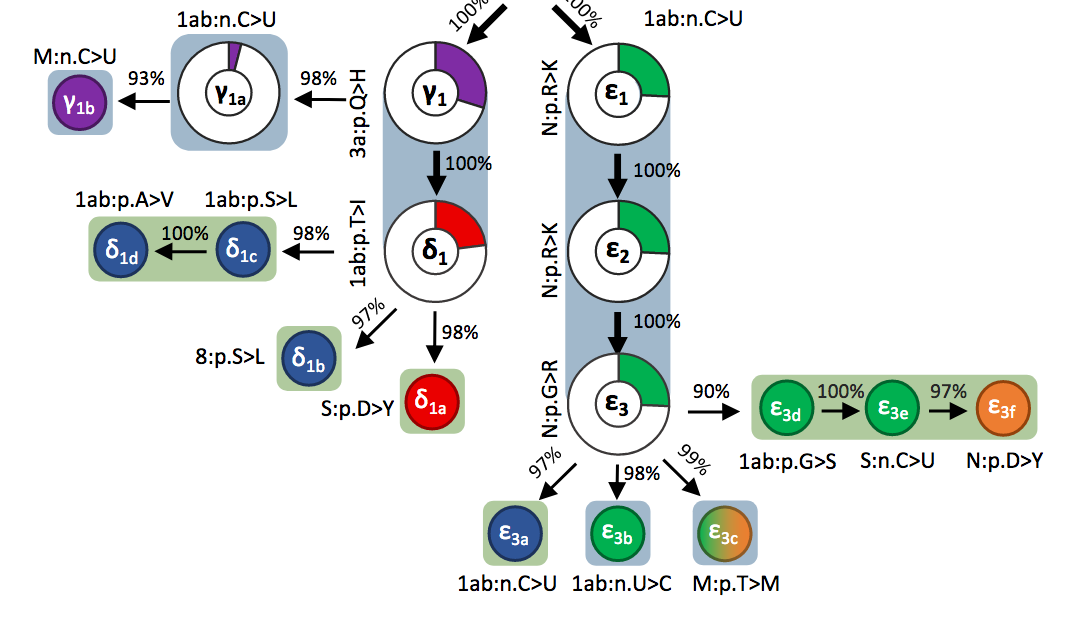 100%
100%
1ab:n.C>U
1ab:n.C>U
M:n.C>U
γ1b
93%
γ1a
98%
3a:p.Q>H
γ1
N:p.R>K
ε1
100%
100%
1ab:p.A>V
1ab:p.S>L
δ1d
100%
δ1c
98%
1ab:p.T>I
δ1
N:p.R>K
ε2
97%
98%
100%
8:p.S>L
δ1b
S:p.D>Y
δ1a
N:p.G>R
ε3
90%
ε3d
100%
ε3e
97%
ε3f
1ab:p.G>S
S:n.C>U
N:p.D>Y
97%
98%
99%
ε3a
ε3b
ε3c
1ab:n.C>U
1ab:n.U>C
M:p.T>M